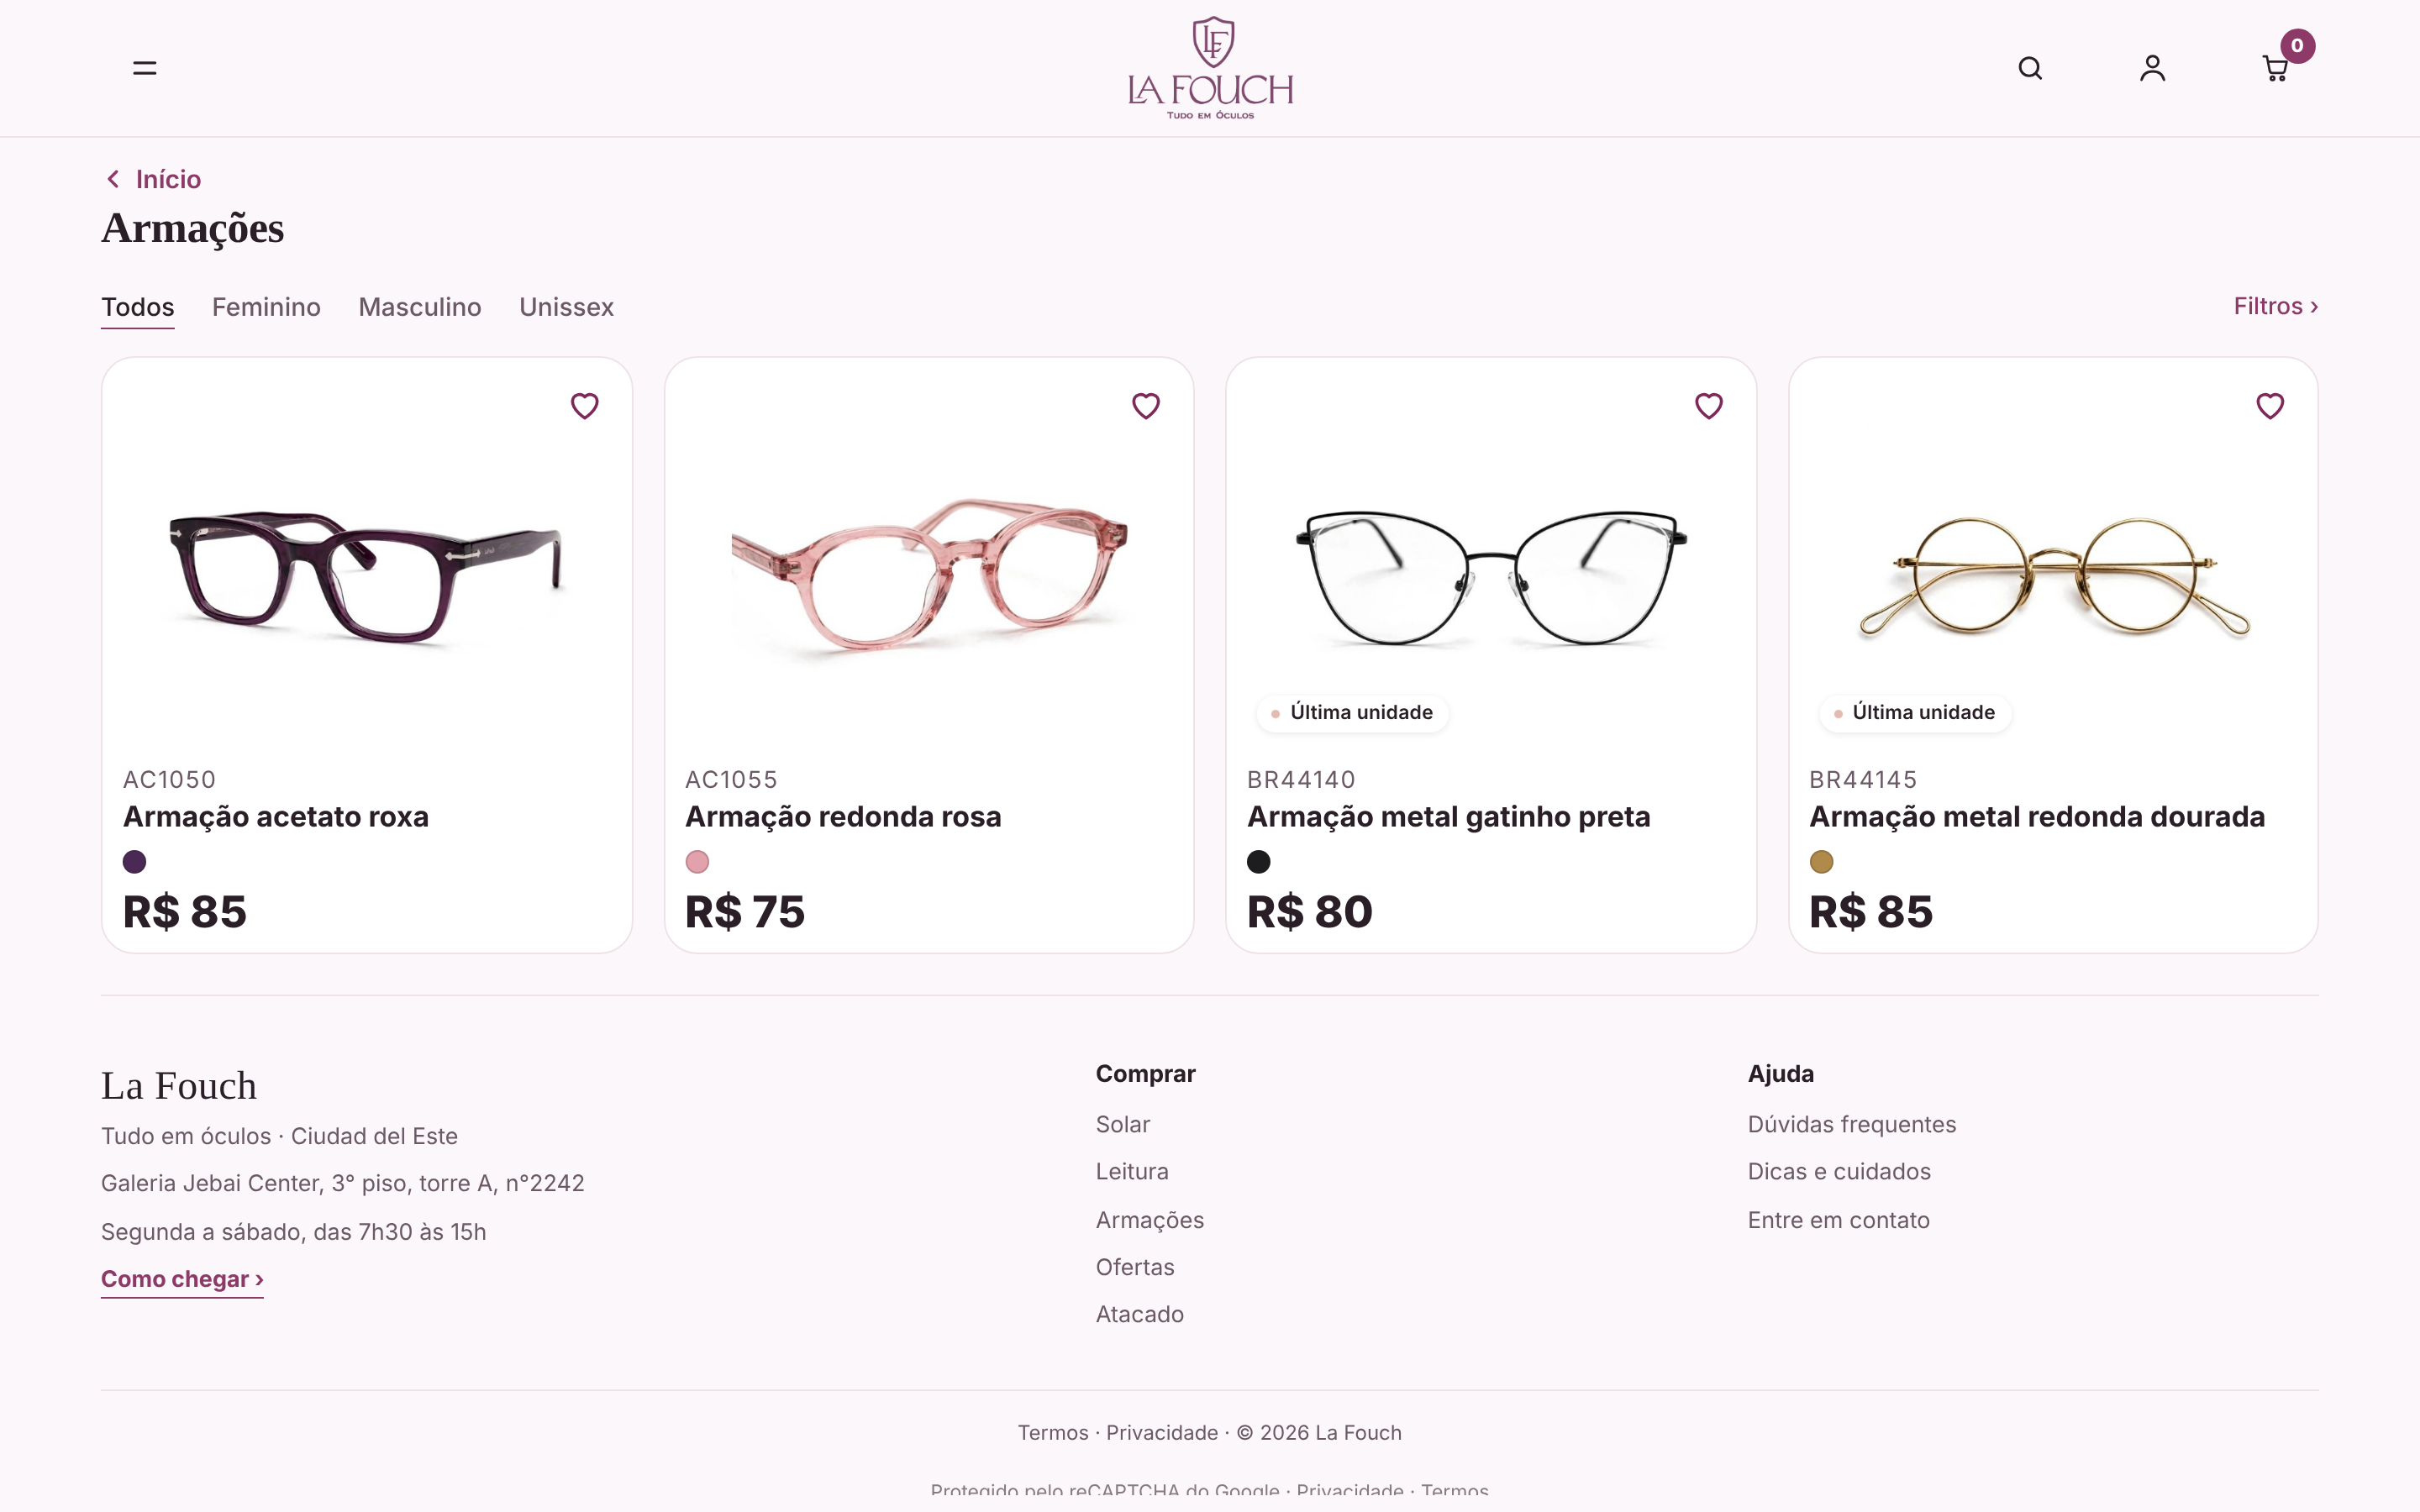 LF
LA FOUCH
Tudo em Óculos
0
Início
Armações
Todos Feminino Masculino Unissex Filtros ›
AC1050
Armação acetato roxa
R$ 85
AC1055
Armação redonda rosa
R$ 75
Última unidade
BR44140
Armação metal gatinho preta
R$ 80
Última unidade
BR44145
Armação metal redonda dourada
R$ 85
La Fouch
Tudo em óculos · Ciudad del Este
Galeria Jebai Center, 3° piso, torre A, n°2242
Segunda a sábado, das 7h30 às 15h
Como chegar ›
Comprar
Solar
Leitura
Armações
Ofertas
Atacado
Ajuda
Dúvidas frequentes
Dicas e cuidados
Entre em contato
Termos · Privacidade · © 2026 La Fouch
Protegido pelo reCAPTCHA do Google · Privacidade · Termos